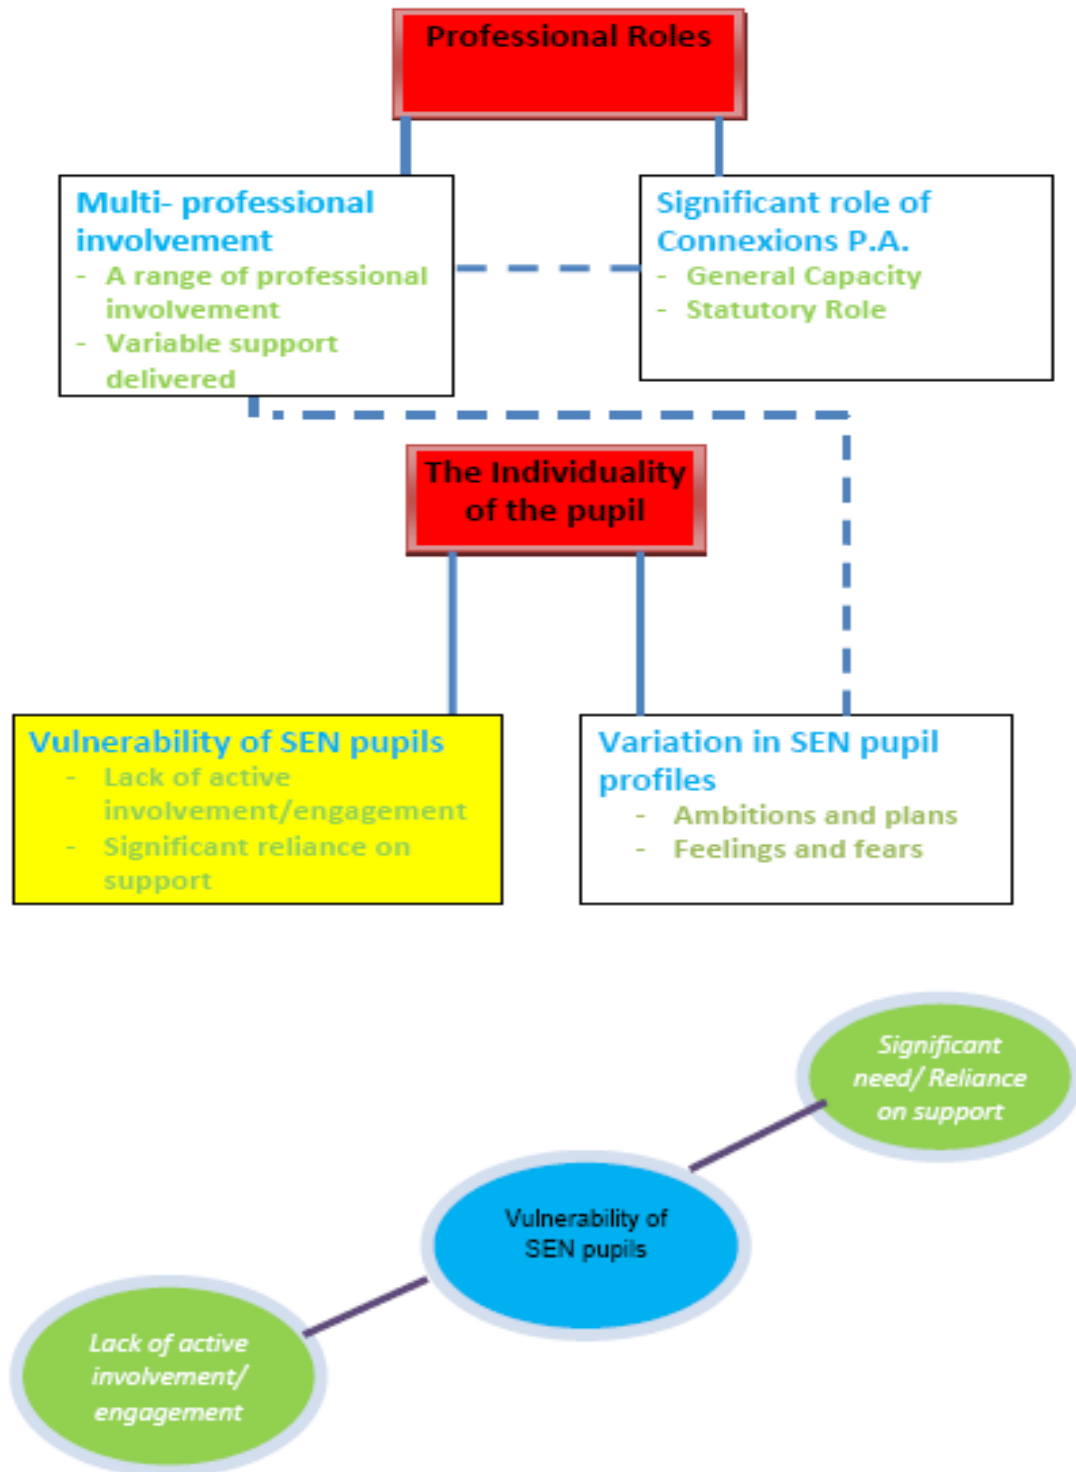 Professional Roles
Multi- professional
involvement
- A range of professional
involvement
- Variable support
delivered
Significant role of
Connexions P.A.
- General Capacity
- Statutory Role
The Individuality
of the pupil
Vulnerability of SEN pupils
- Lack of active
involvement/engagement
- Significant reliance on
support
Variation in SEN pupil
profiles
- Ambitions and plans
- Feelings and fears
Significant
need/ Reliance
on support
Vulnerability of
SEN pupils
Lack of active
involvement/
engagement